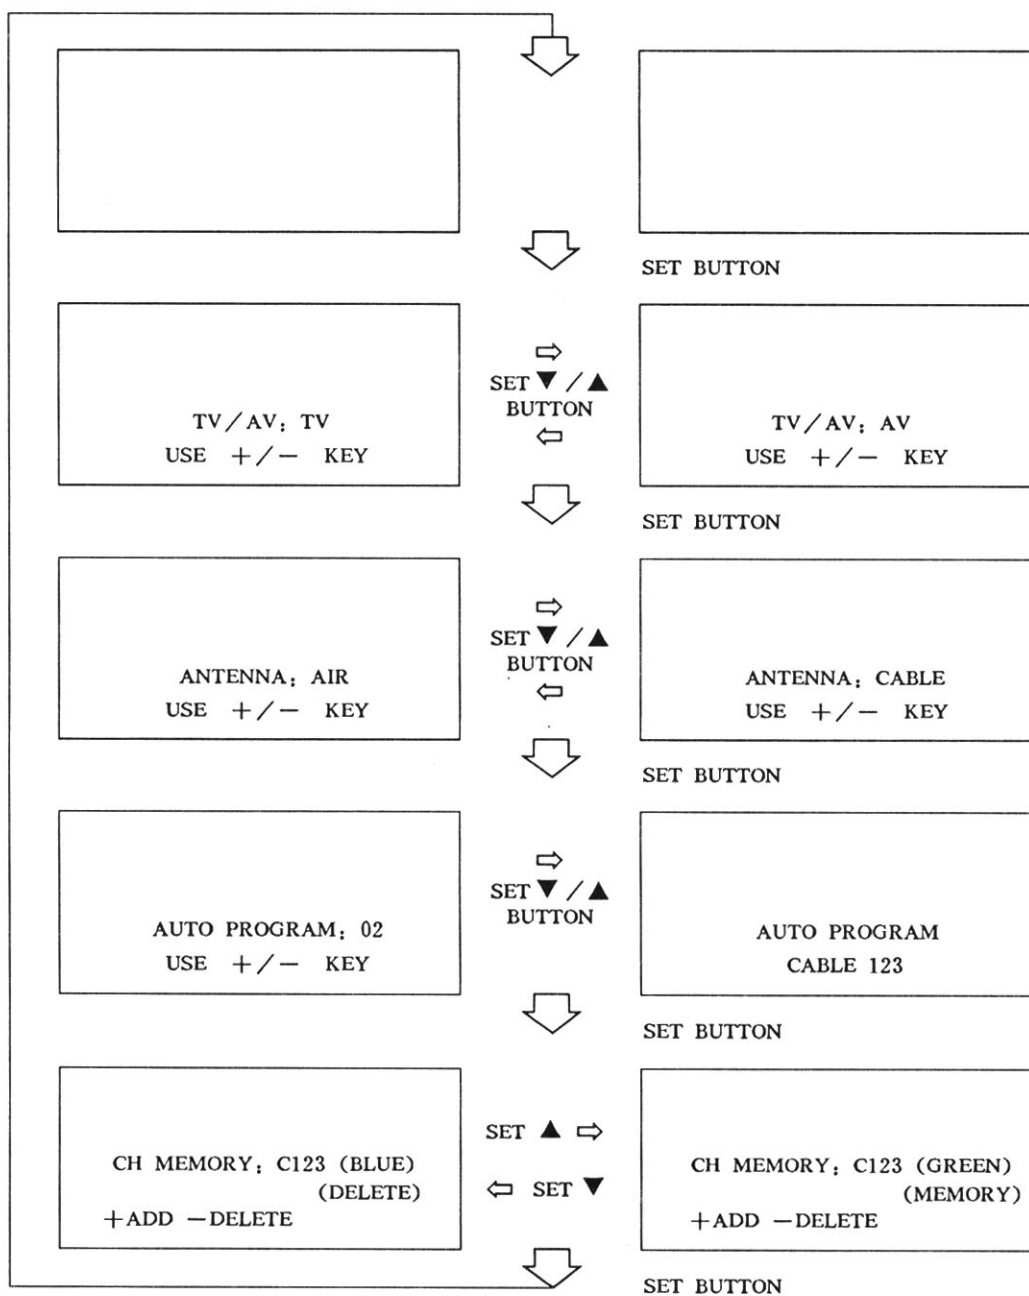 SET BUTTON
SET ▼ / ▲
BUTTON
TV/AV: TV
USE +/− KEY
TV/AV: AV
USE +/− KEY
SET BUTTON
SET ▼ / ▲
BUTTON
ANTENNA: AIR
USE +/− KEY
ANTENNA: CABLE
USE +/− KEY
SET BUTTON
SET ▼ / ▲
BUTTON
AUTO PROGRAM: 02
USE +/− KEY
AUTO PROGRAM
CABLE 123
SET BUTTON
SET ▲ ⇨
⇦ SET ▼
CH MEMORY: C123 (BLUE)
(DELETE)
+ADD −DELETE
CH MEMORY: C123 (GREEN)
(MEMORY)
+ADD −DELETE
SET BUTTON